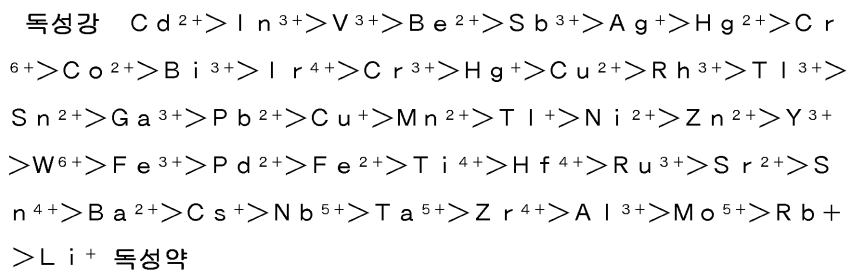 독성강 Cd²⁺>In³⁺>V³⁺>Be²⁺>Sb³⁺>Ag⁺>Hg²⁺>Cr
⁶⁺>Co²⁺>Bi³⁺>Ir⁴⁺>Cr³⁺>Hg⁺>Cu²⁺>Rh³⁺>Tl³⁺>
Sn²⁺>Ga³⁺>Pb²⁺>Cu⁺>Mn²⁺>Tl⁺>Ni²⁺>Zn²⁺>Y³⁺
>W⁶⁺>Fe³⁺>Pd²⁺>Fe²⁺>Ti⁴⁺>Hf⁴⁺>Ru³⁺>Sr²⁺>S
n⁴⁺>Ba²⁺>Cs⁺>Nb⁵⁺>Ta⁵⁺>Zr⁴⁺>Al³⁺>Mo⁵⁺>Rb+
>Li⁺ 독성약